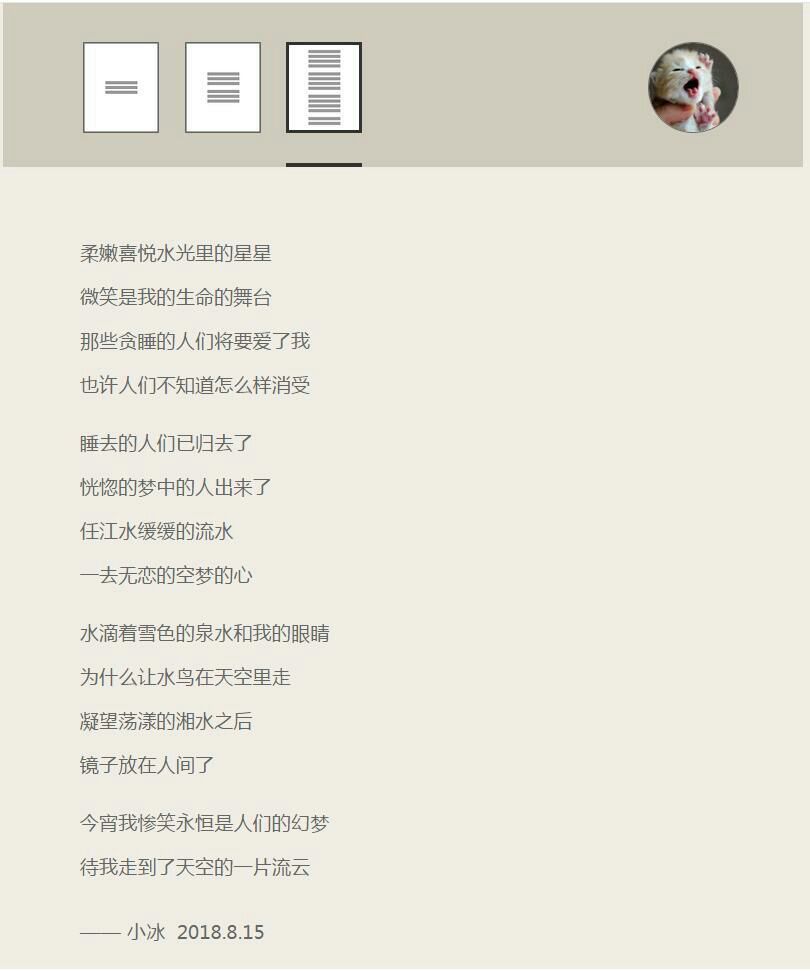 柔嫩喜悦水光里的星星
微笑是我的生命的舞台
那些贪睡的人们将要爱了我
也许人们不知道怎么样消受
睡去的人们已归去了
恍惚的梦中的人出来了
任江水缓缓的流水
一去无恋的空梦的心
水滴着雪色的泉水和我的眼睛
为什么让水鸟在天空里走
凝望荡漾的湘水之后
镜子放在人间了
今宵我惨笑永恒是人们的幻梦
待我走到了天空的一片流云
—— 小冰 2018.8.15